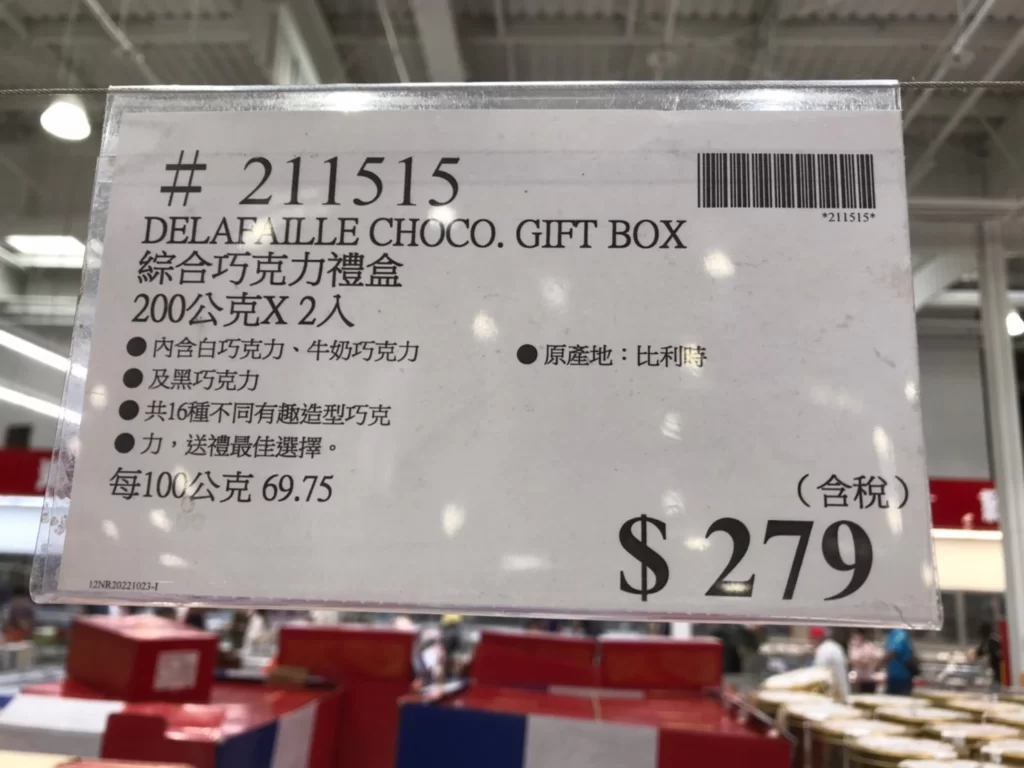 # 211515
*211515*
DELAFAILLE CHOCO. GIFT BOX
綜合巧克力禮盒
200公克X 2入
●內含白巧克力、牛奶巧克力
●及黑巧克力
●共16種不同有趣造型巧克
●力，送禮最佳選擇。
●原產地：比利時
每100公克 69.75
（含稅）
$ 279
12NR20221023-I